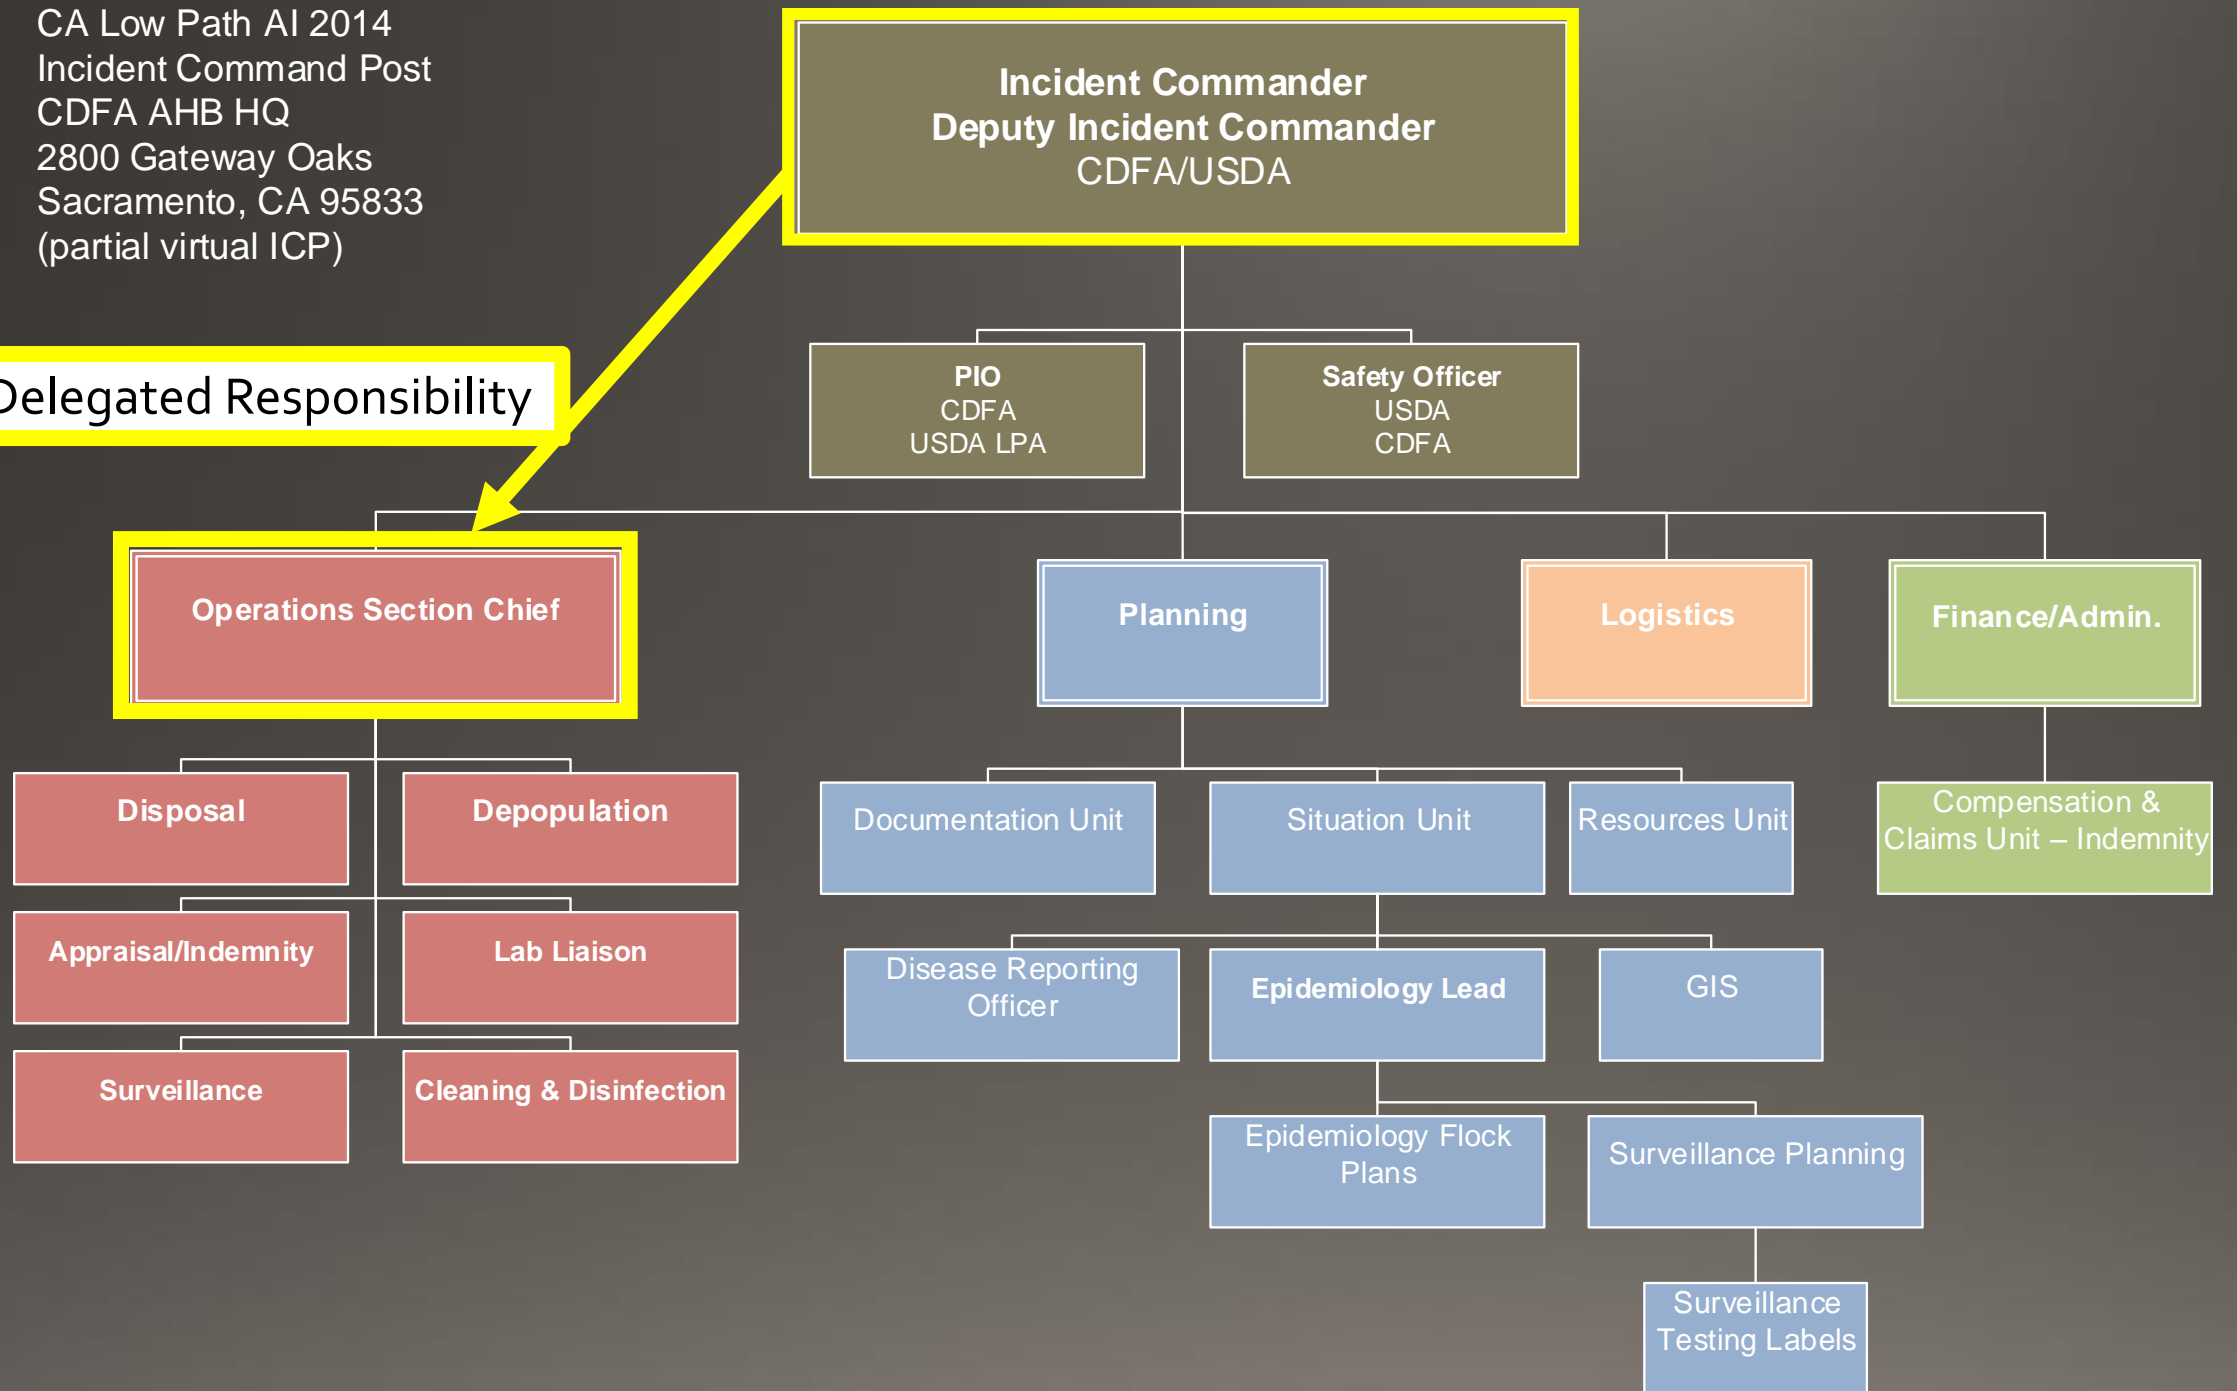 CA Low Path AI 2014
Incident Command Post
CDFA AHB HQ
2800 Gateway Oaks
Sacramento, CA 95833
(partial virtual ICP)
Incident Commander
Deputy Incident Commander
CDFA/USDA
Delegated Responsibility
PIO
CDFA
USDA LPA
Safety Officer
USDA
CDFA
Operations Section Chief
Planning
Logistics
Finance/Admin.
Disposal
Depopulation
Documentation Unit
Situation Unit
Resources Unit
Compensation &
Claims Unit – Indemnity
Appraisal/Indemnity
Lab Liaison
Disease Reporting
Officer
Epidemiology Lead
GIS
Surveillance
Cleaning & Disinfection
Epidemiology Flock
Plans
Surveillance Planning
Surveillance
Testing Labels